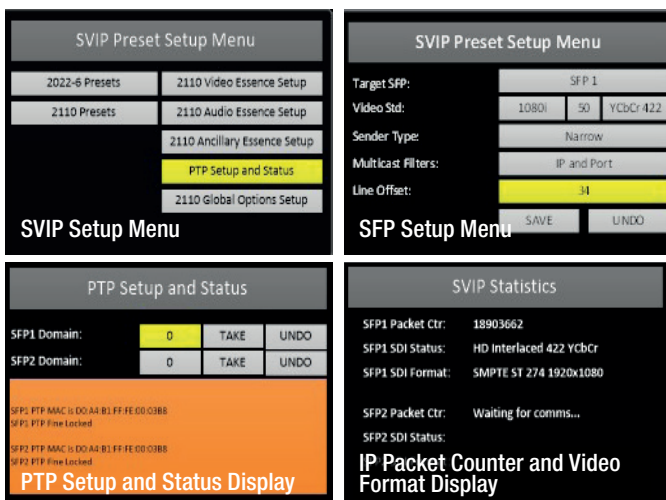 SVIP Preset Setup Menu
2022-6 Presets
2110 Video Essence Setup
2110 Presets
2110 Audio Essence Setup
2110 Ancillary Essence Setup
PTP Setup and Status
2110 Global Options Setup
SVIP Setup Menu
SVIP Preset Setup Menu
Target SFP: SFP 1
Video Std: 1080i 50 YCbCr 422
Sender Type: Narrow
Multicast Filters: IP and Port
Line Offset: 34
SAVE UNDO
SFP Setup Menu
PTP Setup and Status
SFP1 Domain: 0 TAKE UNDO
SFP2 Domain: 0 TAKE UNDO
SFP1 PTP MAC is D0:A4:B1:FF:FE:00:03B8
SFP1 PTP Fine Locked
SFP2 PTP MAC is D0:A4:B1:FF:FE:00:03B8
SFP2 PTP Fine Locked
PTP Setup and Status Display
SVIP Statistics
SFP1 Packet Ctr: 18903662
SFP1 SDI Status: HD Interlaced 422 YCbCr
SFP1 SDI Format: SMPTE ST 274 1920x1080
SFP2 Packet Ctr: Waiting for comms...
SFP2 SDI Status:
IP Packet Counter and Video
Format Display